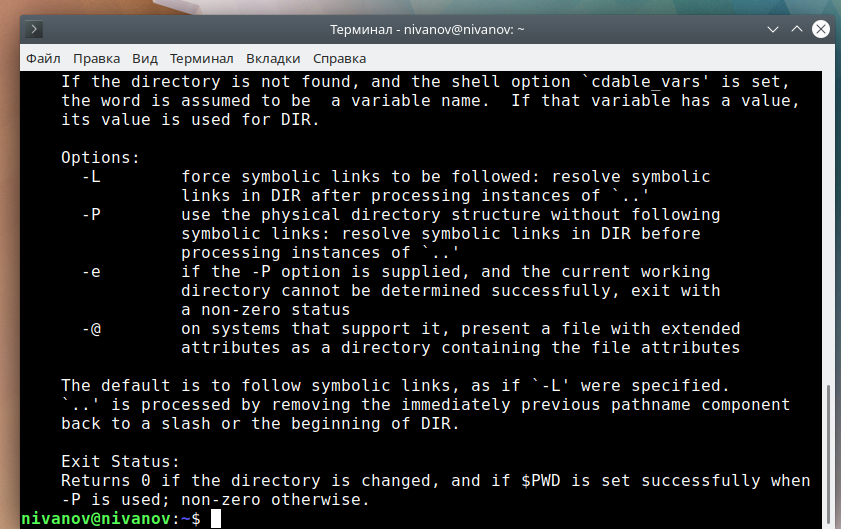 Терминал - nivanov@nivanov: ~
Файл Правка Вид Терминал Вкладки Справка
If the directory is not found, and the shell option `cdable_vars' is set,
the word is assumed to be  a variable name.  If that variable has a value,
its value is used for DIR.
Options:
-L force symbolic links to be followed: resolve symbolic
links in DIR after processing instances of `..'
-P use the physical directory structure without following
symbolic links: resolve symbolic links in DIR before
processing instances of `..'
-e if the -P option is supplied, and the current working
directory cannot be determined successfully, exit with
a non-zero status
-@ on systems that support it, present a file with extended
attributes as a directory containing the file attributes
The default is to follow symbolic links, as if `-L' were specified.
`..' is processed by removing the immediately previous pathname component
back to a slash or the beginning of DIR.
Exit Status:
Returns 0 if the directory is changed, and if $PWD is set successfully when
-P is used; non-zero otherwise.
nivanov@nivanov:~$